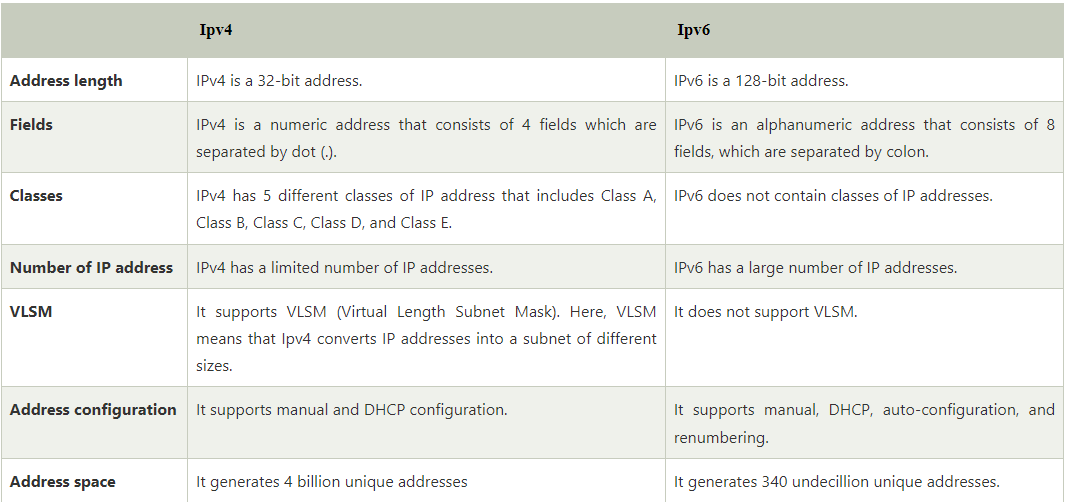 Ipv4 Ipv6
Address length IPv4 is a 32-bit address. IPv6 is a 128-bit address.
Fields IPv4 is a numeric address that consists of 4 fields which are
separated by dot (.).
IPv6 is an alphanumeric address that consists of 8
fields, which are separated by colon.
Classes IPv4 has 5 different classes of IP address that includes Class A,
Class B, Class C, Class D, and Class E.
IPv6 does not contain classes of IP addresses.
Number of IP address IPv4 has a limited number of IP addresses. IPv6 has a large number of IP addresses.
VLSM It supports VLSM (Virtual Length Subnet Mask). Here, VLSM
means that Ipv4 converts IP addresses into a subnet of different
sizes.
It does not support VLSM.
Address configuration It supports manual and DHCP configuration. It supports manual, DHCP, auto-configuration, and
renumbering.
Address space It generates 4 billion unique addresses It generates 340 undecillion unique addresses.